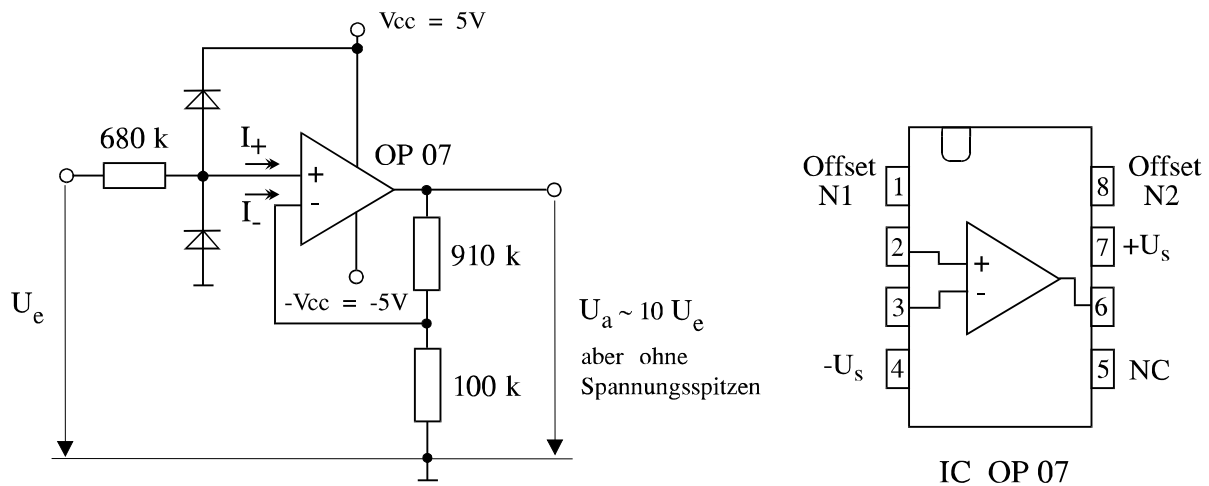 Vcc = 5V
680 k
I+
OP 07
+
-
I-
910 k
-Vcc = -5V
Ue
Ua ~ 10 Ue
aber ohne
Spannungsspitzen
100 k
Offset
N1
Offset
N2
1
8
2
7
+Us
+
-
3
6
-Us
4
5
NC
IC OP 07